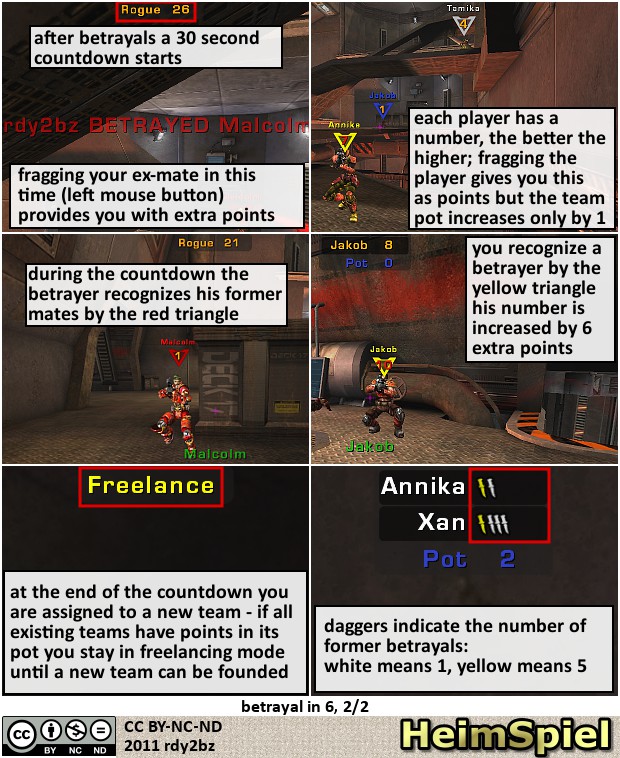 Rogue 26
after betrayals a 30 second
countdown starts
rdy2bz BETRAYED Malcolm
fragging your ex-mate in this
time (left mouse button)
provides you with extra points
Tamika
4
Jakob
1
Annika
each player has a
number, the better the
higher; fragging the
player gives you this
as points but the team
pot increases only by 1
Rogue 21
during the countdown the
betrayer recognizes his former
mates by the red triangle
Malcolm
1
Malcolm
Jakob 8
Pot 0
you recognize a
betrayer by the
yellow triangle
his number is
increased by 6
extra points
Jakob
Jakob
Freelance
at the end of the countdown you
are assigned to a new team - if all
existing teams have points in its
pot you stay in freelancing mode
until a new team can be founded
Annika
Xan
Pot 2
daggers indicate the number of
former betrayals:
white means 1, yellow means 5
betrayal in 6, 2/2
cc BY NC ND
CC BY-NC-ND
2011 rdy2bz
HeimSpiel